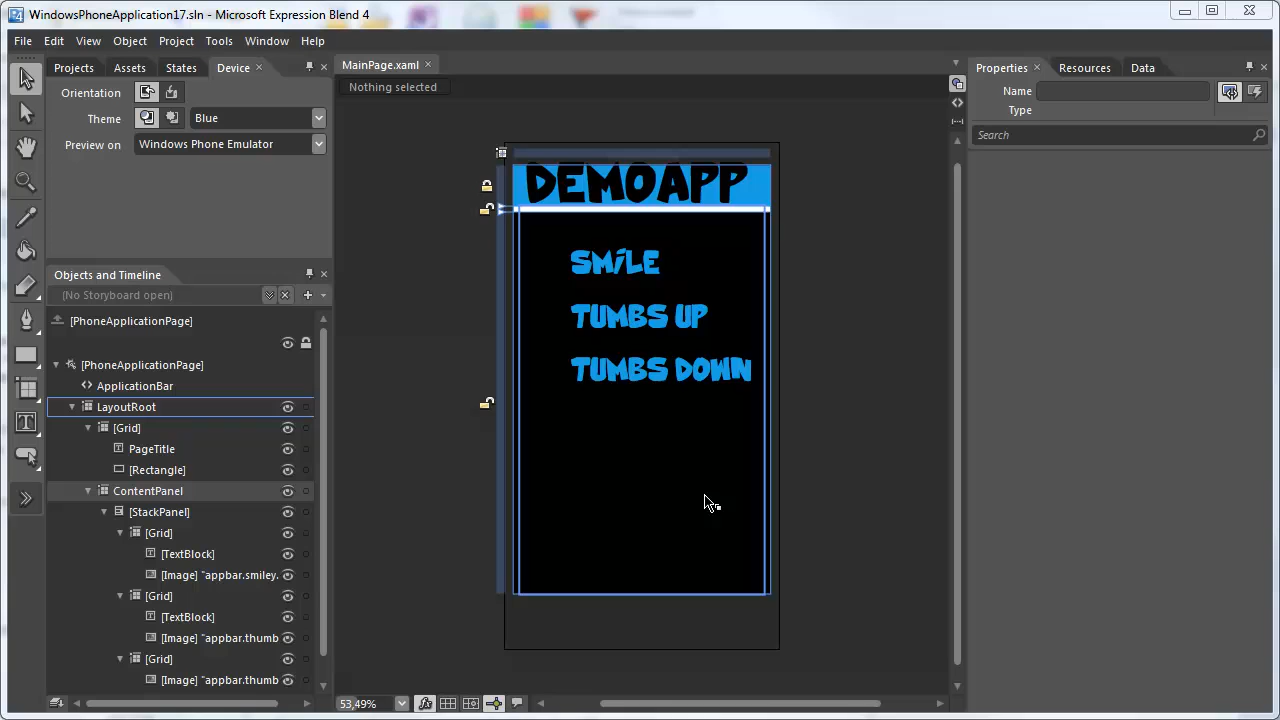 WindowsPhoneApplication17.sln - Microsoft Expression Blend 4
File Edit View Object Project Tools Window Help
Projects Assets States Device
MainPage.xaml
Properties Resources Data
Nothing selected
Orientation
Theme Blue
Preview on Windows Phone Emulator
Name
Type
Search
DEMOAPP
SMILE
TUMBS UP
TUMBS DOWN
Objects and Timeline
(No Storyboard open)
[PhoneApplicationPage]
[PhoneApplicationPage]
ApplicationBar
LayoutRoot
[Grid]
PageTitle
[Rectangle]
ContentPanel
[StackPanel]
[Grid]
[TextBlock]
[Image] "appbar.smiley.
[Grid]
[TextBlock]
[Image] "appbar.thumb
[Grid]
[Image] "appbar.thumb
53,49%